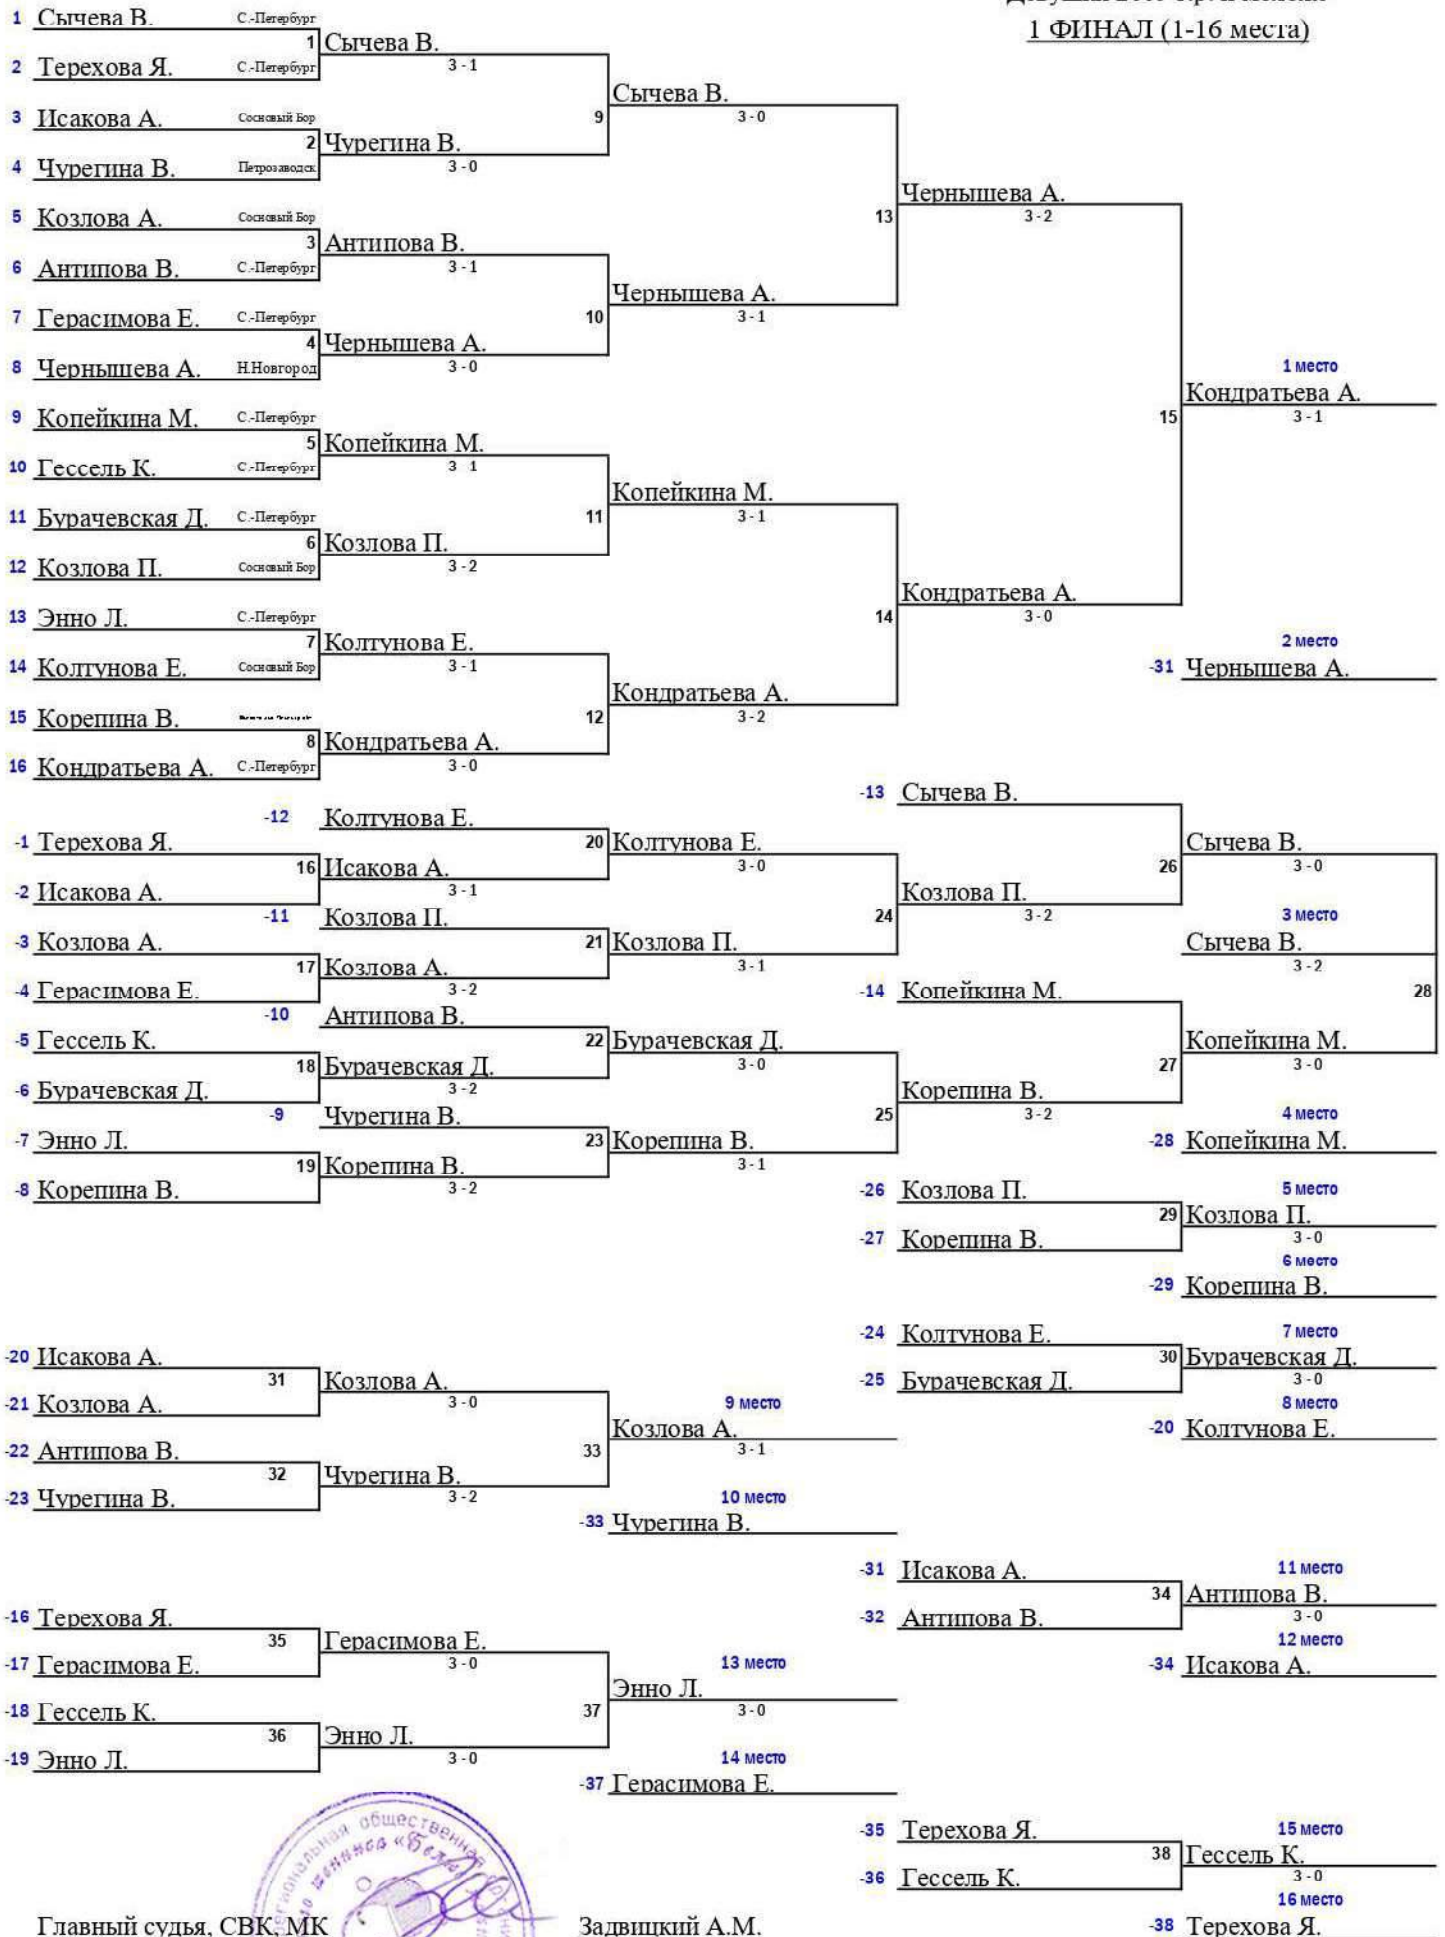 1 ФИНАЛ (1-16 места)
1 Сычева В. С.-Петербург
1 Сычева В.
3 - 1
2 Терехова Я. С.-Петербург
Сычева В.
3 - 0
3 Исакова А. Сосновый Бор
9
2 Чурегина В.
3 - 0
4 Чурегина В. Петрозаводск
Чернышева А.
3 - 2
5 Козлова А. Сосновый Бор
13
3 Антипова В.
3 - 1
6 Антипова В. С.-Петербург
Чернышева А.
3 - 1
7 Герасимова Е. С.-Петербург
10
4 Чернышева А.
3 - 0
8 Чернышева А. Н.Новгород
1 место
Кондратьева А.
3 - 1
9 Копейкина М. С.-Петербург
15
5 Копейкина М.
3 1
10 Гессель К. С.-Петербург
Копейкина М.
3 - 1
11 Бурачевская Д. С.-Петербург
11
6 Козлова П.
3 - 2
12 Козлова П. Сосновый Бор
Кондратьева А.
3 - 0
13 Энно Л. С.-Петербург
14
7 Колтунова Е.
3 - 1
14 Колтунова Е. Сосновый Бор
2 место
-31 Чернышева А.
Кондратьева А.
3 - 2
15 Корепина В.
12
8 Кондратьева А.
3 - 0
16 Кондратьева А. С.-Петербург
-13 Сычева В.
-12 Колтунова Е.
-1 Терехова Я.
20 Колтунова Е.
3 - 0
Сычева В.
3 - 0
16 Исакова А.
3 - 1
26
-2 Исакова А.
Козлова П.
3 - 2
-11 Козлова П.
24
3 место
Сычева В.
3 - 2
-3 Козлова А.
21 Козлова П.
3 - 1
17 Козлова А.
3 - 2
-4 Герасимова Е.
-14 Копейкина М.
28
-10 Антипова В.
-5 Гессель К.
22 Бурачевская Д.
3 - 0
Копейкина М.
3 - 0
18 Бурачевская Д.
3 - 2
27
-6 Бурачевская Д.
Корепина В.
3 - 2
-9 Чурегина В.
25
4 место
-28 Копейкина М.
-7 Энно Л.
23 Корепина В.
3 - 1
19 Корепина В.
3 - 2
-8 Корепина В.
-26 Козлова П.
5 место
29 Козлова П.
3 - 0
-27 Корепина В.
6 место
-29 Корепина В.
-24 Колтунова Е.
7 место
30 Бурачевская Д.
3 - 0
-25 Бурачевская Д.
8 место
-20 Колтунова Е.
-20 Исакова А.
31
Козлова А.
3 - 0
-21 Козлова А.
9 место
Козлова А.
3 - 1
-22 Антипова В.
33
32
Чурегина В.
3 - 2
-23 Чурегина В.
10 место
-33 Чурегина В.
-31 Исакова А.
11 место
34 Антипова В.
3 - 0
-32 Антипова В.
12 место
-34 Исакова А.
-16 Терехова Я.
35
Герасимова Е.
3 - 0
-17 Герасимова Е.
13 место
Энно Л.
3 - 0
-18 Гессель К.
37
36
Энно Л.
3 - 0
-19 Энно Л.
14 место
-37 Герасимова Е.
-35 Терехова Я.
15 место
38 Гессель К.
3 - 0
-36 Гессель К.
16 место
-38 Терехова Я.
общественная
Главный судья, СВК, МК Задвицкий А.М.